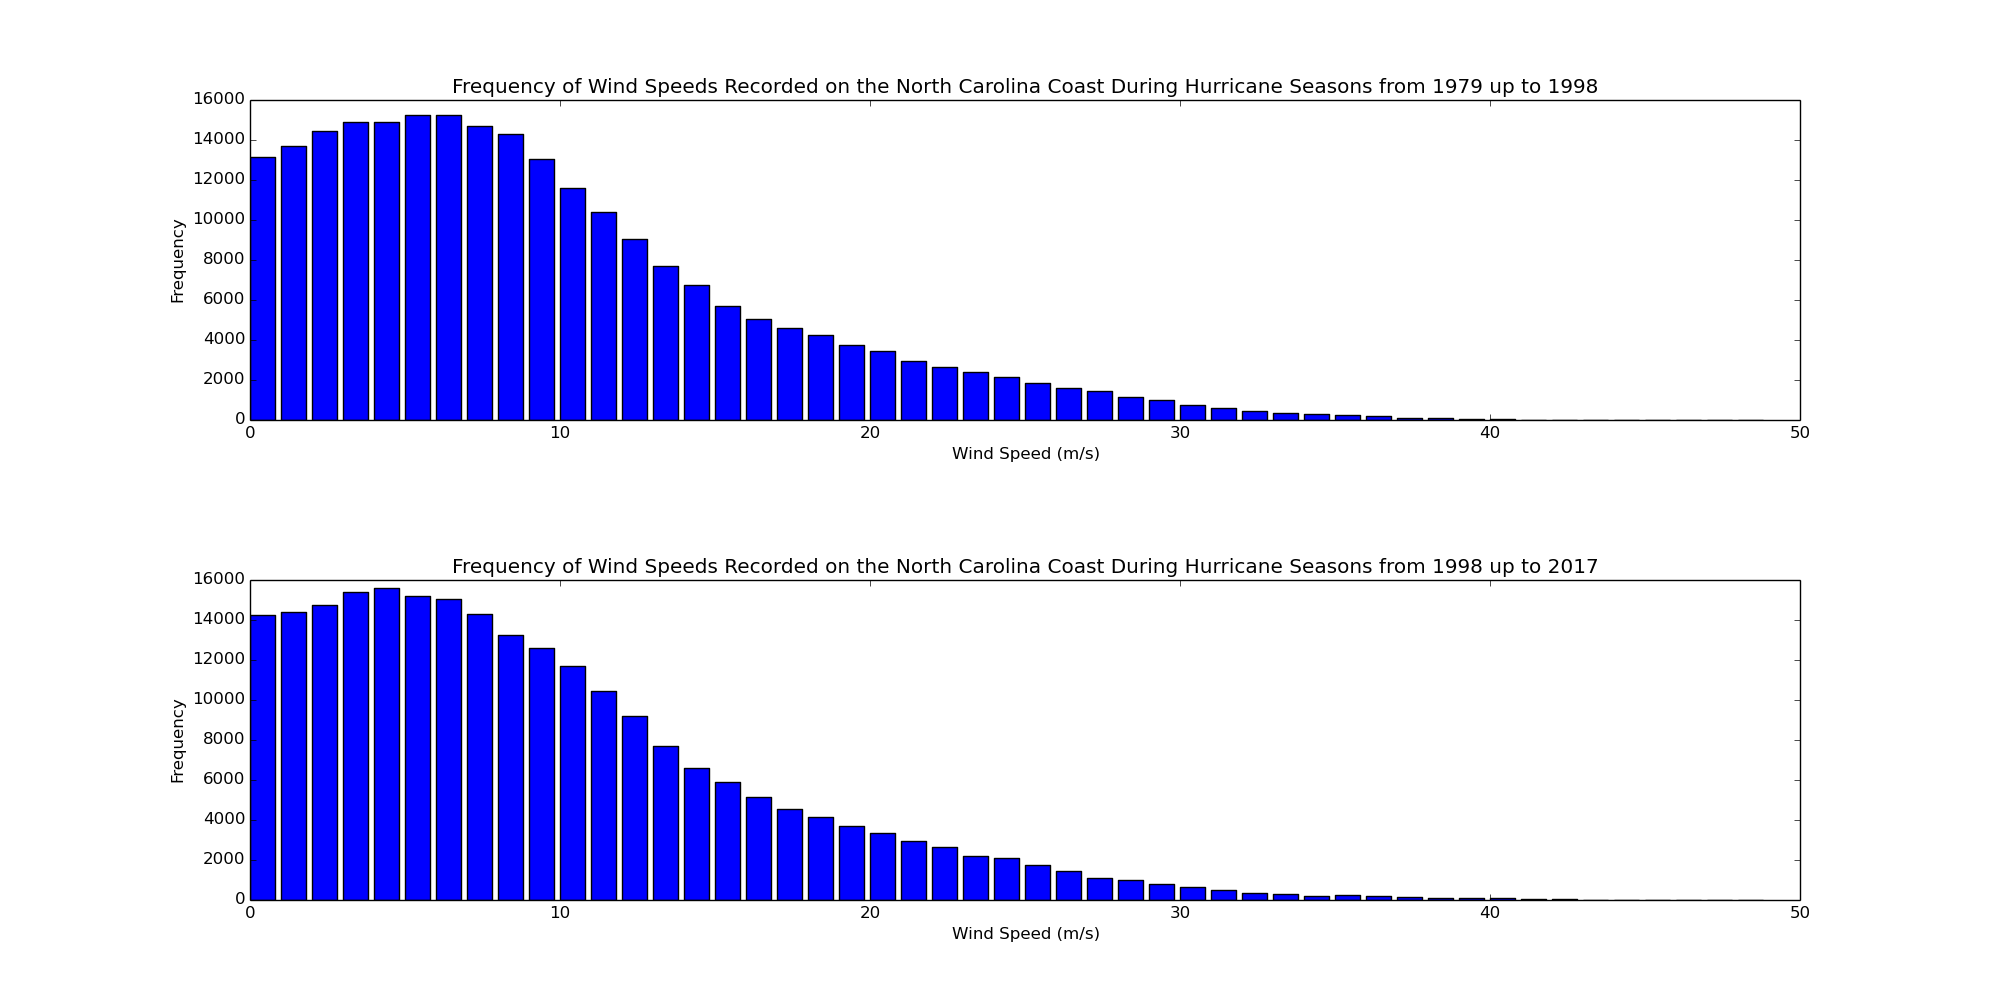 Frequency of Wind Speeds Recorded on the North Carolina Coast During Hurricane Seasons from 1979 up to 1998
16000
14000
12000
10000
8000
6000
4000
2000
0
Frequency
0 10 20 30 40 50
Wind Speed (m/s)
Frequency of Wind Speeds Recorded on the North Carolina Coast During Hurricane Seasons from 1998 up to 2017
16000
14000
12000
10000
8000
6000
4000
2000
0
Frequency
0 10 20 30 40 50
Wind Speed (m/s)